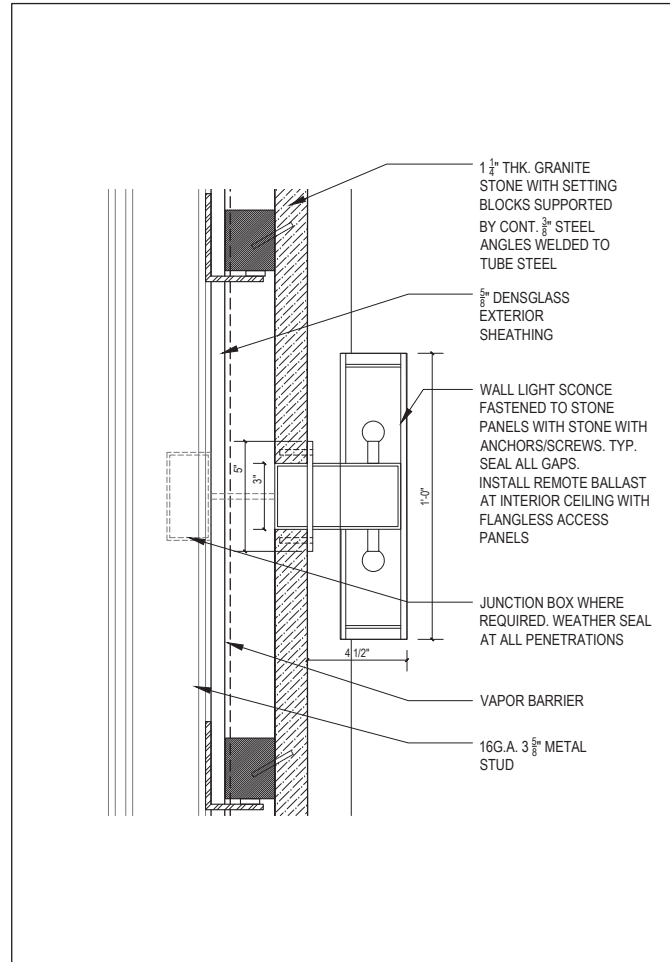 1 1/4" THK. GRANITE
STONE WITH SETTING
BLOCKS SUPPORTED
BY CONT. 3/8" STEEL
ANGLES WELDED TO
TUBE STEEL
5/8" DENSGLASS
EXTERIOR
SHEATHING
WALL LIGHT SCONCE
FASTENED TO STONE
PANELS WITH STONE WITH
ANCHORS/SCREWS. TYP.
SEAL ALL GAPS.
INSTALL REMOTE BALLAST
AT INTERIOR CEILING WITH
FLANGLESS ACCESS
PANELS
5"
3"
1'-0"
JUNCTION BOX WHERE
REQUIRED. WEATHER SEAL
AT ALL PENETRATIONS
4 1/2"
VAPOR BARRIER
16G.A. 3 5/8" METAL
STUD